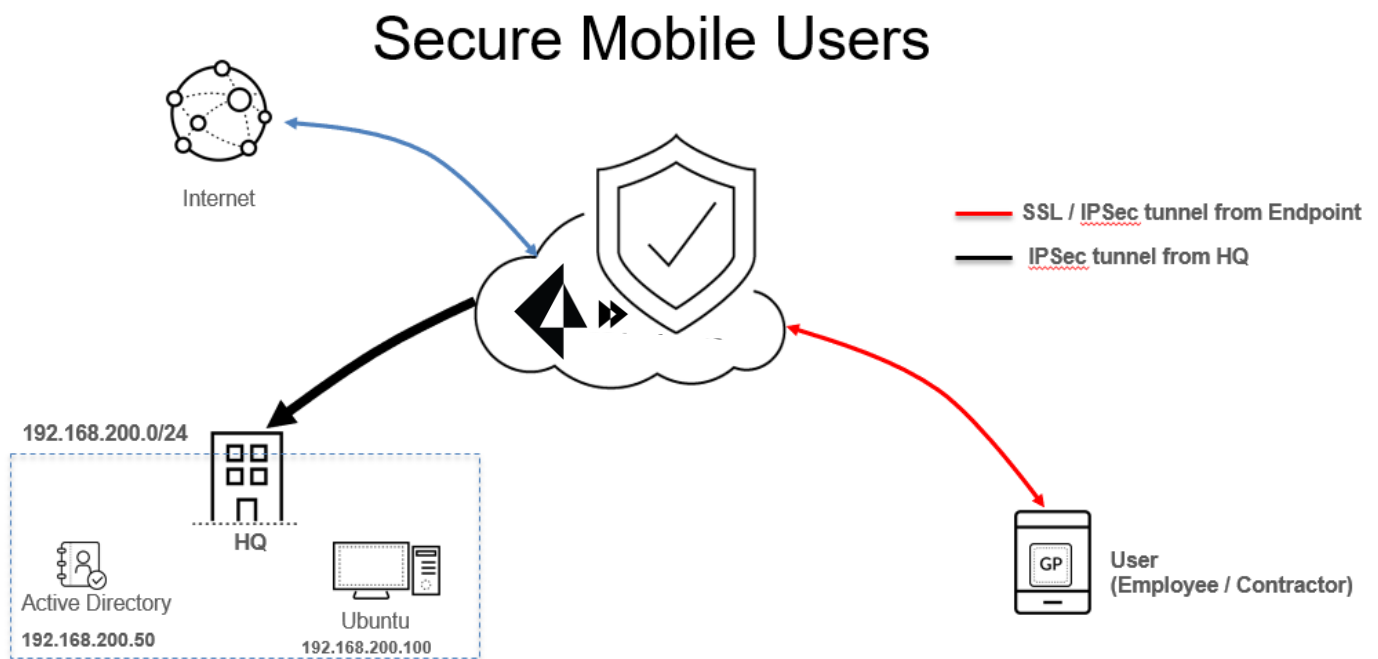 Secure Mobile Users
Internet
SSL / IPSec tunnel from Endpoint
IPSec tunnel from HQ
192.168.200.0/24
HQ
Active Directory
192.168.200.50
Ubuntu
192.168.200.100
GP
User
(Employee / Contractor)